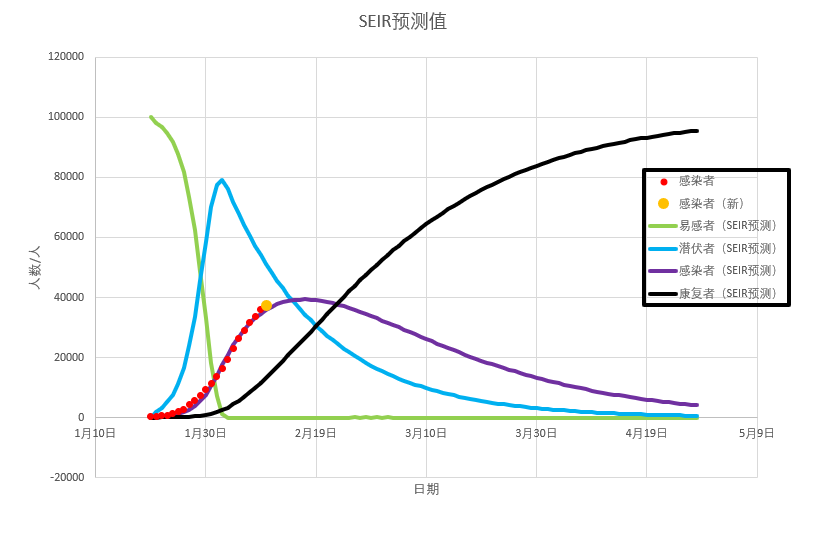 SEIR预测值
120000
100000
80000
60000
40000
20000
0
-20000
人数/人
1月10日
1月30日
2月19日
3月10日
3月30日
4月19日
5月9日
日期
感染者
感染者（新）
易感者（SEIR预测）
潜伏者（SEIR预测）
感染者（SEIR预测）
康复者（SEIR预测）